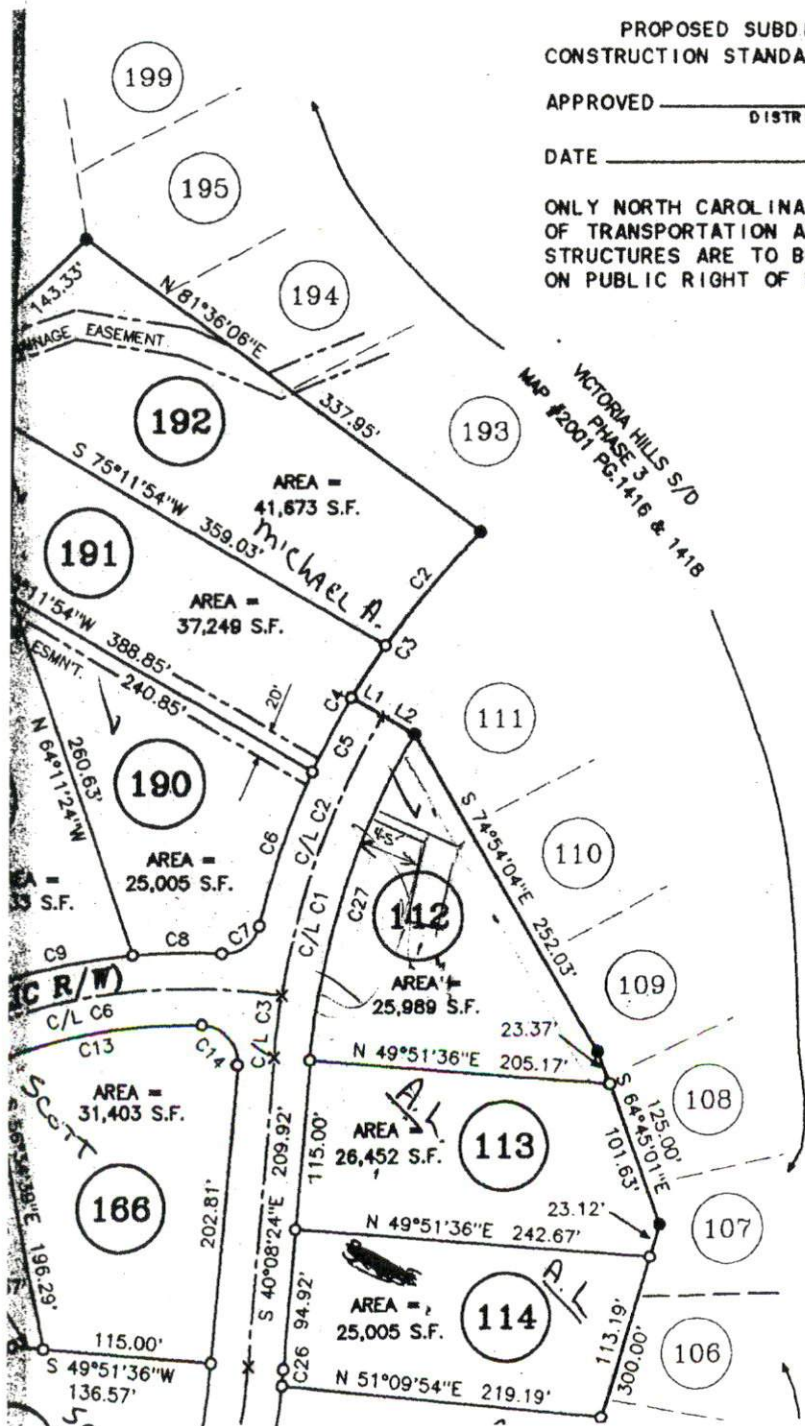 PROPOSED SUBD
CONSTRUCTION STANDA
APPROVED
DISTR
DATE
ONLY NORTH CAROLINA
OF TRANSPORTATION A
STRUCTURES ARE TO B
ON PUBLIC RIGHT OF
199
195
194
143.33'
N 81°36'06"E
337.95'
NAGE EASEMENT
192
193
VICTORIA HILLS S/D
PHASE 3
MAP #2001 PG.1416 & 1418
AREA =
41,673 S.F.
S 75°11'54"W 359.03'
MICHAEL A.
191
AREA =
37,249 S.F.
C2
C3
°11'54"W 388.85'
ESMN'T.
240.85'
20'
C4
L1
L2
C5
111
N 64°11'24"W
260.63'
190
AREA =
25,005 S.F.
C6
C/L C2
C/L C1
C27
45'
S 74°54'04"E 252.03'
110
112
AREA =
25,989 S.F.
109
EA =
33 S.F.
C9
C8
C7
IC R/W)
C/L C6
C/L C3
C13
C14
23.37'
N 49°51'36"E 205.17'
108
S 64°45'01"E
125.00'
101.63'
SCOTT
AREA =
31,403 S.F.
166
196.29'
202.81'
S 40°08'24"E 209.92'
115.00'
A.L.
AREA =
26,452 S.F.
113
23.12'
107
N 49°51'36"E 242.67'
A.L
AREA =
25,005 S.F.
114
94.92'
113.19'
300.00'
106
115.00'
S 49°51'36"W
136.57'
C26
N 51°09'54"E 219.19'